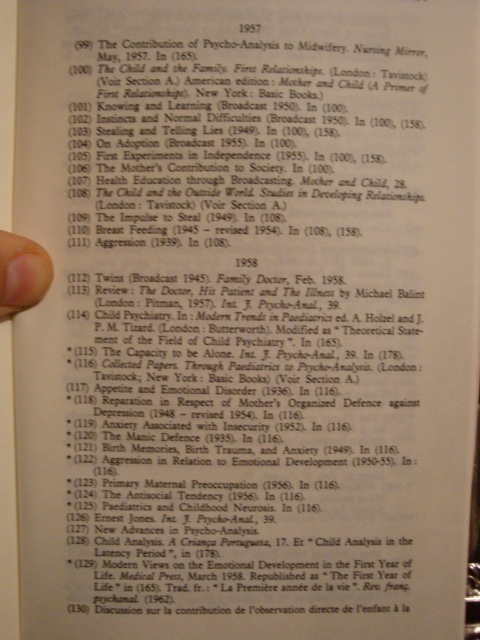 1957
(99) The Contribution of Psycho-Analysis to Midwifery. Nursing Mirror,
May, 1957. In (165).
(100) The Child and the Family. First Relationships. (London : Tavistock)
(Voir Section A.) American edition : Mother and Child (A Primer of
First Relationships). New York : Basic Books.)
(101) Knowing and Learning (Broadcast 1950). In (100).
(102) Instincts and Normal Difficulties (Broadcast 1950). In (100), (158).
(103) Stealing and Telling Lies (1949). In (100), (158).
(104) On Adoption (Broadcast 1955). In (100).
(105) First Experiments in Independence (1955). In (100), (158).
(106) The Mother's Contribution to Society. In (100).
(107) Health Education through Broadcasting. Mother and Child, 28.
(108) The Child and the Outside World. Studies in Developing Relationships.
(London : Tavistock) (Voir Section A.)
(109) The Impulse to Steal (1949). In (108).
(110) Breast Feeding (1945 – revised 1954). In (108), (158).
(111) Aggression (1939). In (108).
1958
(112) Twins (Broadcast 1945). Family Doctor, Feb. 1958.
(113) Review : The Doctor, His Patient and The Illness by Michael Balint
(London : Pitman, 1957). Int. J. Psycho-Anal., 39.
(114) Child Psychiatry. In : Modern Trends in Paediatrics ed. A. Holzel and J.
P. M. Tizard. (London : Butterworth). Modified as " Theoretical State-
ment of the Field of Child Psychiatry ". In (165).
* (115) The Capacity to be Alone. Int. J. Psycho-Anal., 39. In (178).
* (116) Collected Papers. Through Paediatrics to Psycho-Analysis. (London :
Tavistock; New York : Basic Books) (Voir Section A.)
(117) Appetite and Emotional Disorder (1936). In (116).
* (118) Reparation in Respect of Mother's Organized Defence against
Depression (1948 – revised 1954). In (116).
* (119) Anxiety Associated with Insecurity (1952). In (116).
* (120) The Manic Defence (1935). In (116).
* (121) Birth Memories, Birth Trauma, and Anxiety (1949). In (116).
* (122) Aggression in Relation to Emotional Development (1950-55). In :
(116).
* (123) Primary Maternal Preoccupation (1956). In (116).
* (124) The Antisocial Tendency (1956). In (116).
* (125) Paediatrics and Childhood Neurosis. In (116).
(126) Ernest Jones. Int. J. Psycho-Anal., 39.
(127) New Advances in Psycho-Analysis.
(128) Child Analysis. A Criança Portuguesa, 17. Et " Child Analysis in the
Latency Period ", in (178).
* (129) Modern Views on the Emotional Development in the First Year of
Life. Medical Press, March 1958. Republished as " The First Year of
Life " in (165). Trad. fr. : " La Première année de la vie ". Rev. franç.
psychanal. (1962).
(130) Discussion sur la contribution de l'observation directe de l'enfant à la